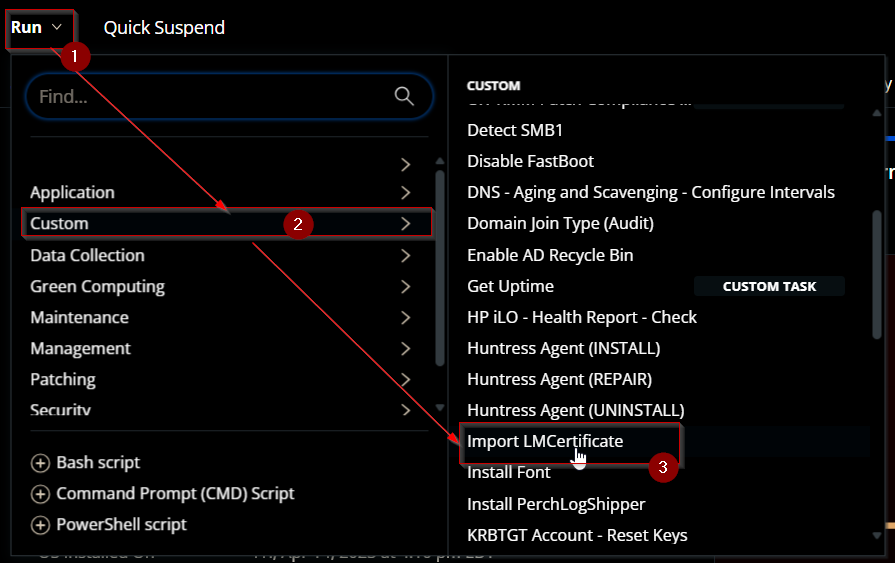 Run
Quick Suspend
1
Find...
Application
Custom
2
Data Collection
Green Computing
Maintenance
Management
Patching
Security
Bash script
Command Prompt (CMD) Script
PowerShell script
CUSTOM
Detect SMB1
Disable FastBoot
DNS - Aging and Scavenging - Configure Intervals
Domain Join Type (Audit)
Enable AD Recycle Bin
Get Uptime
CUSTOM TASK
HP iLO - Health Report - Check
Huntress Agent (INSTALL)
Huntress Agent (REPAIR)
Huntress Agent (UNINSTALL)
Import LMCertificate
3
Install Font
Install PerchLogShipper
KRBTGT Account - Reset Keys